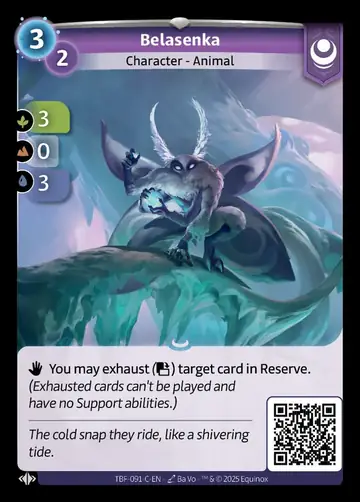 3
2
Belasenka
Character - Animal
3
0
3
You may exhaust () target card in Reserve.
(Exhausted cards can't be played and
have no Support abilities.)
The cold snap they ride, like a shivering
tide.
TBF-091-C-EN - Ba Vo - ™ & © 2025 Equinox